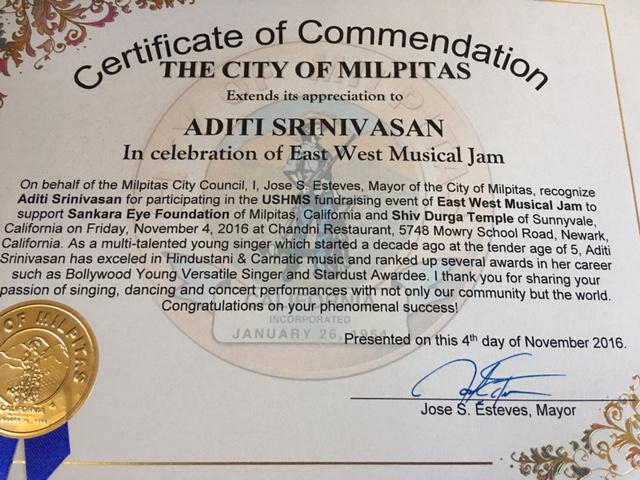 Certificate of Commendation
THE CITY OF MILPITAS
Extends its appreciation to
ADITI SRINIVASAN
In celebration of East West Musical Jam
On behalf of the Milpitas City Council, I, Jose S. Esteves, Mayor of the City of Milpitas, recognize
Aditi Srinivasan for participating in the USHMS fundraising event of East West Musical Jam to
support Sankara Eye Foundation of Milpitas, California and Shiv Durga Temple of Sunnyvale,
California on Friday, November 4, 2016 at Chandni Restaurant, 5748 Mowry School Road, Newark,
California. As a multi-talented young singer which started a decade ago at the tender age of 5, Aditi
Srinivasan has exceled in Hindustani & Carnatic music and ranked up several awards in her career
such as Bollywood Young Versatile Singer and Stardust Awardee. I thank you for sharing your
passion of singing, dancing and concert performances with not only our community but the world.
Congratulations on your phenomenal success!
CALIFORNIA
INCORPORATED
JANUARY 26, 1954
Presented on this 4th day of November 2016.
Jose S. Esteves, Mayor
OF MILPITAS
CALIFORNIA